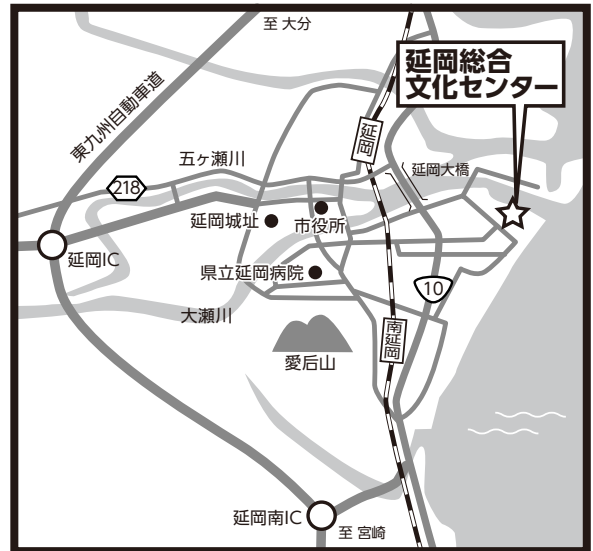 至 大分
延岡総合
文化センター
東九州自動車道
延岡
五ヶ瀬川
延岡大橋
218
延岡城址
市役所
延岡IC
県立延岡病院
10
大瀬川
南延岡
愛后山
延岡南IC
至 宮崎